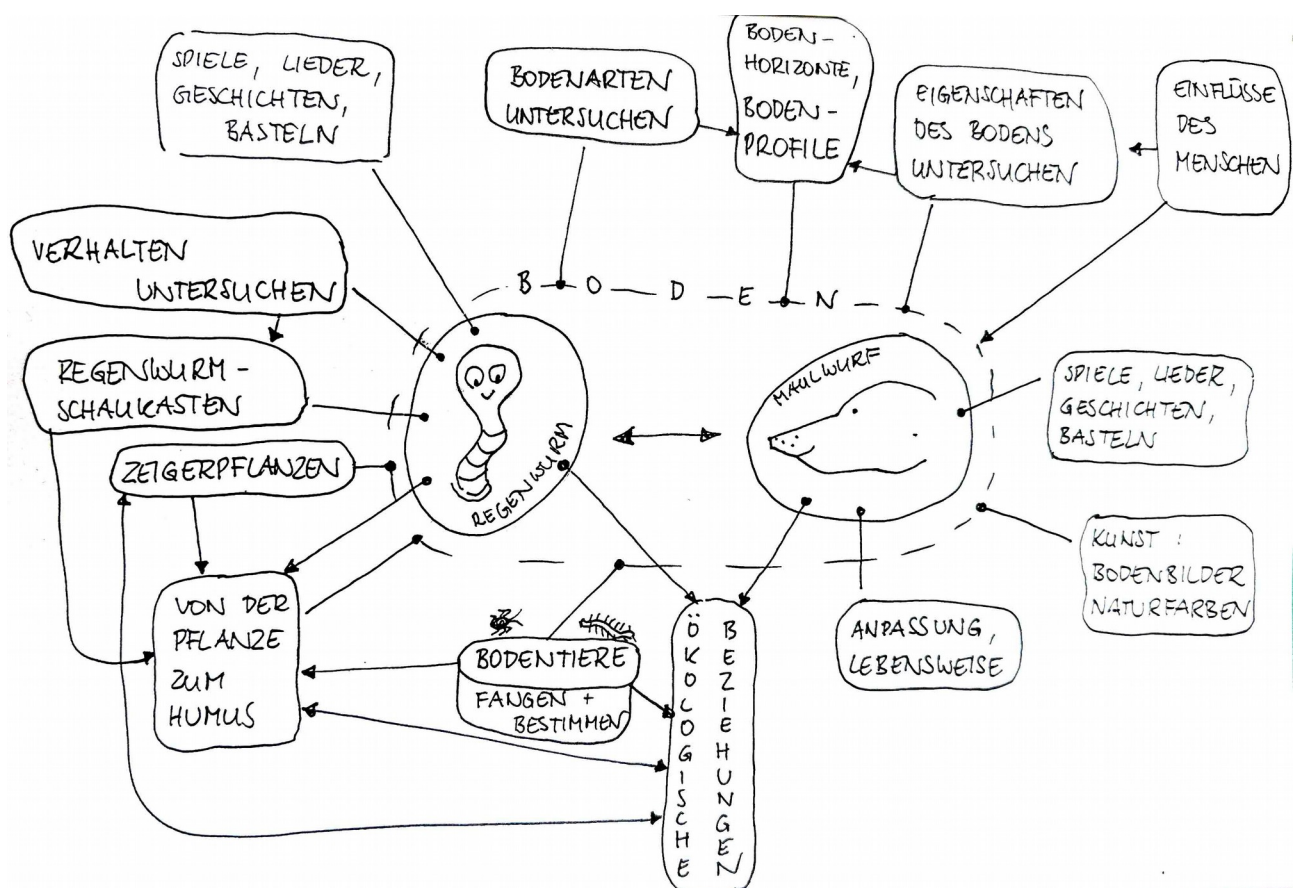 SPIELE, LIEDER,
GESCHICHTEN,
BASTELN
BODENARTEN
UNTERSUCHEN
BODEN-
HORIZONTE,
BODEN-
PROFILE
EIGENSCHAFTEN
DES BODENS
UNTERSUCHEN
EINFLÜSSE
DES
MENSCHEN
VERHALTEN
UNTERSUCHEN
BODEN
REGENWURM-
SCHAUKASTEN
REGENWURM
MAULWURF
SPIELE, LIEDER,
GESCHICHTEN,
BASTELN
ZEIGERPFLANZEN
KUNST:
BODENBILDER
NATURFARBEN
VON DER
PFLANZE
ZUM
HUMUS
BODENTIERE
FANGEN +
BESTIMMEN
ÖKOLOGISCHE
BEZIEHUNGEN
ANPASSUNG,
LEBENSWEISE